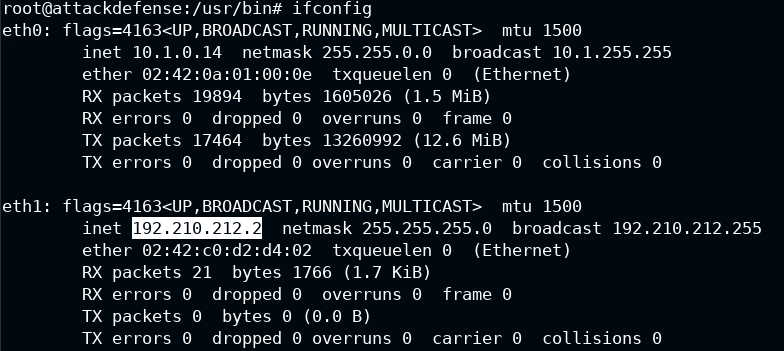 root@attackdefense:/usr/bin# ifconfig
eth0: flags=4163<UP,BROADCAST,RUNNING,MULTICAST>  mtu 1500
        inet 10.1.0.14  netmask 255.255.0.0  broadcast 10.1.255.255
        ether 02:42:0a:01:00:0e  txqueuelen 0  (Ethernet)
        RX packets 19894  bytes 1605026 (1.5 MiB)
        RX errors 0  dropped 0  overruns 0  frame 0
        TX packets 17464  bytes 13260992 (12.6 MiB)
        TX errors 0  dropped 0 overruns 0  carrier 0  collisions 0

eth1: flags=4163<UP,BROADCAST,RUNNING,MULTICAST>  mtu 1500
        inet 192.210.212.2  netmask 255.255.255.0  broadcast 192.210.212.255
        ether 02:42:c0:d2:d4:02  txqueuelen 0  (Ethernet)
        RX packets 21  bytes 1766 (1.7 KiB)
        RX errors 0  dropped 0  overruns 0  frame 0
        TX packets 0  bytes 0 (0.0 B)
        TX errors 0  dropped 0 overruns 0  carrier 0  collisions 0